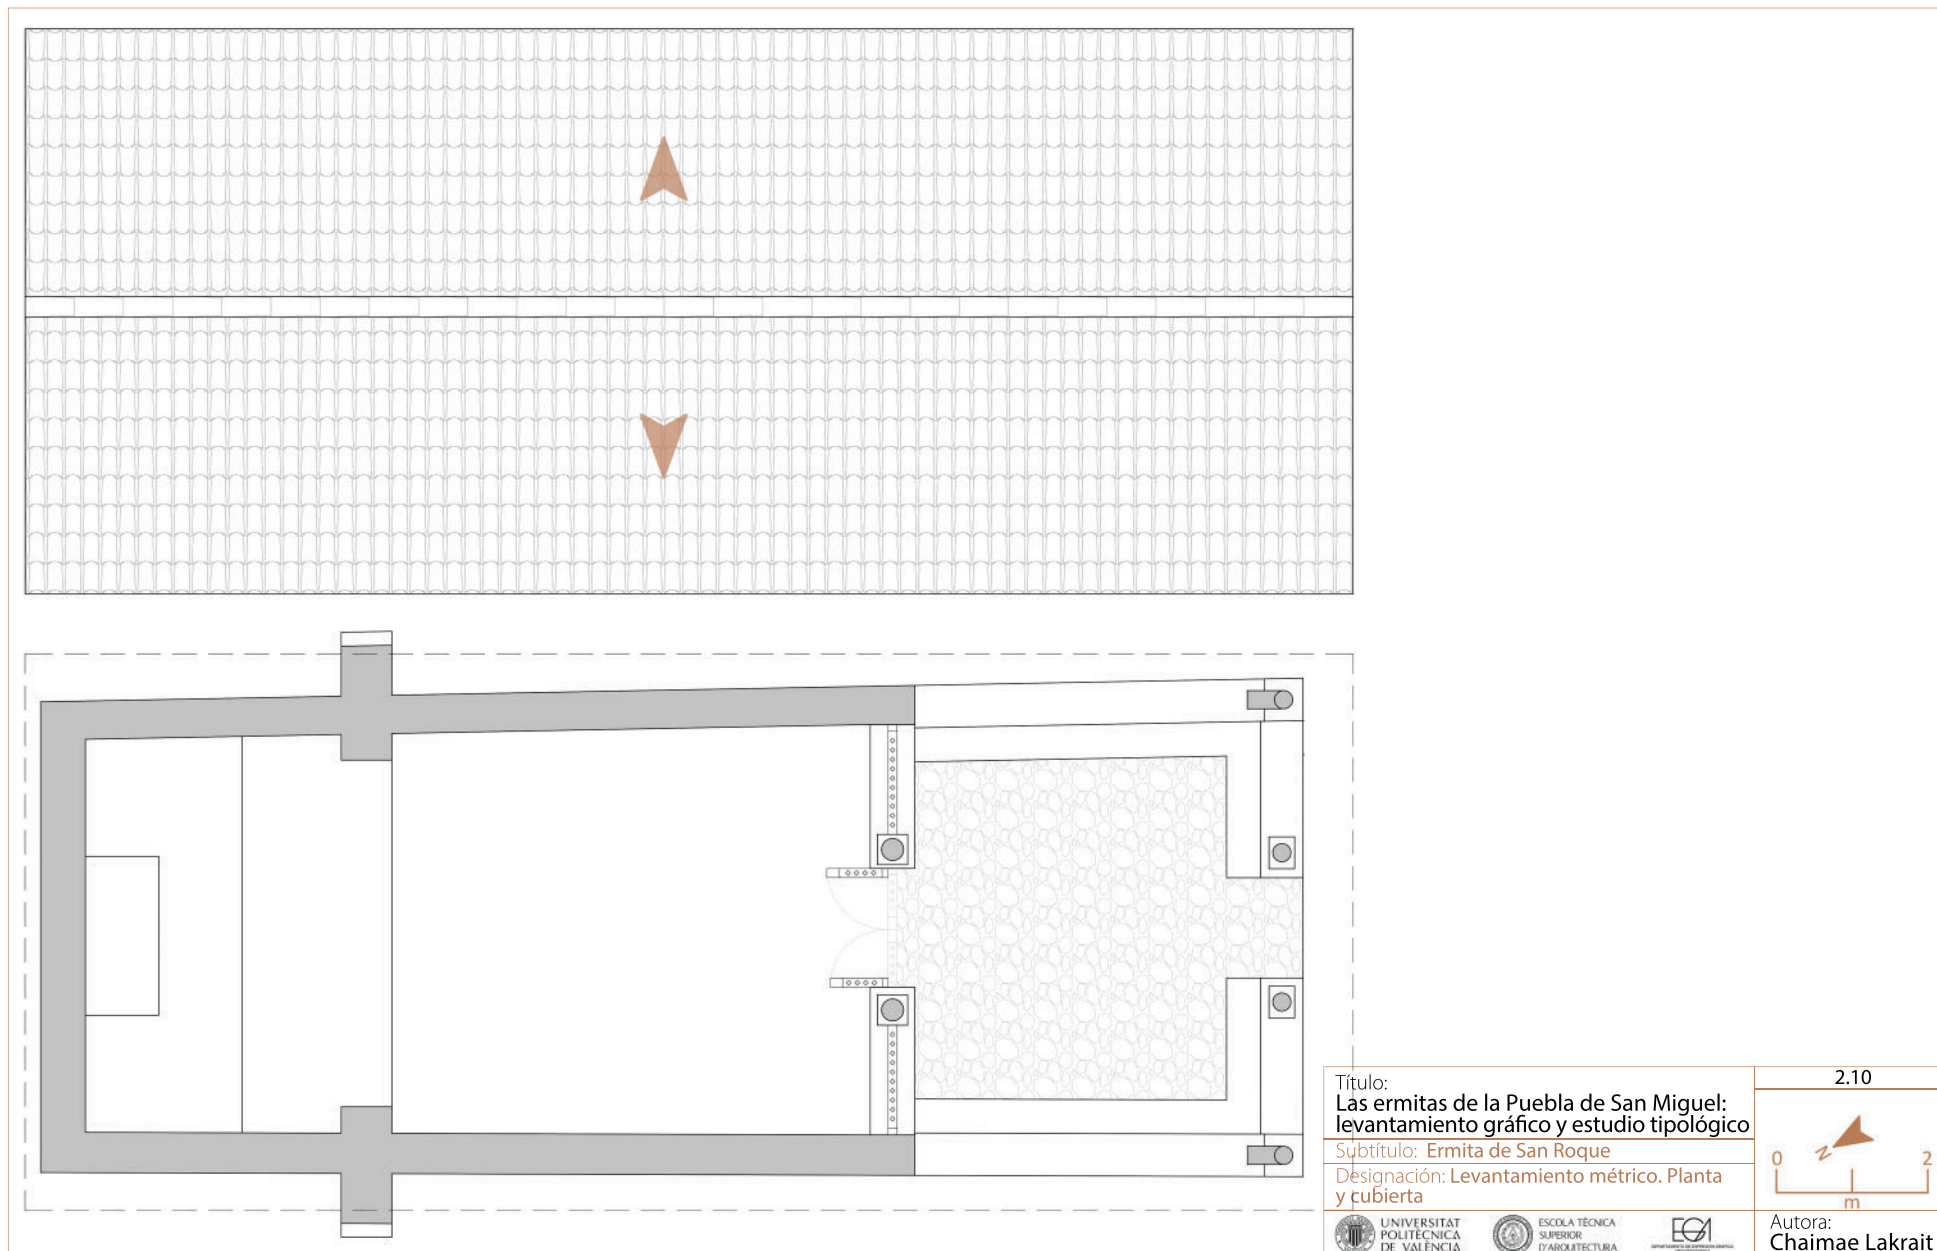 Título:
Las ermitas de la Puebla de San Miguel:
levantamiento gráfico y estudio tipológico
Subtítulo: Ermita de San Roque
Designación: Levantamiento métrico. Planta
y cubierta
UNIVERSITAT
POLITÈCNICA
DE VALÈNCIA
ESCOLA TÈCNICA
SUPERIOR
D'ARQUITECTURA
EGA
2.10
N
0 2
m
Autora:
Chaimae Lakrait